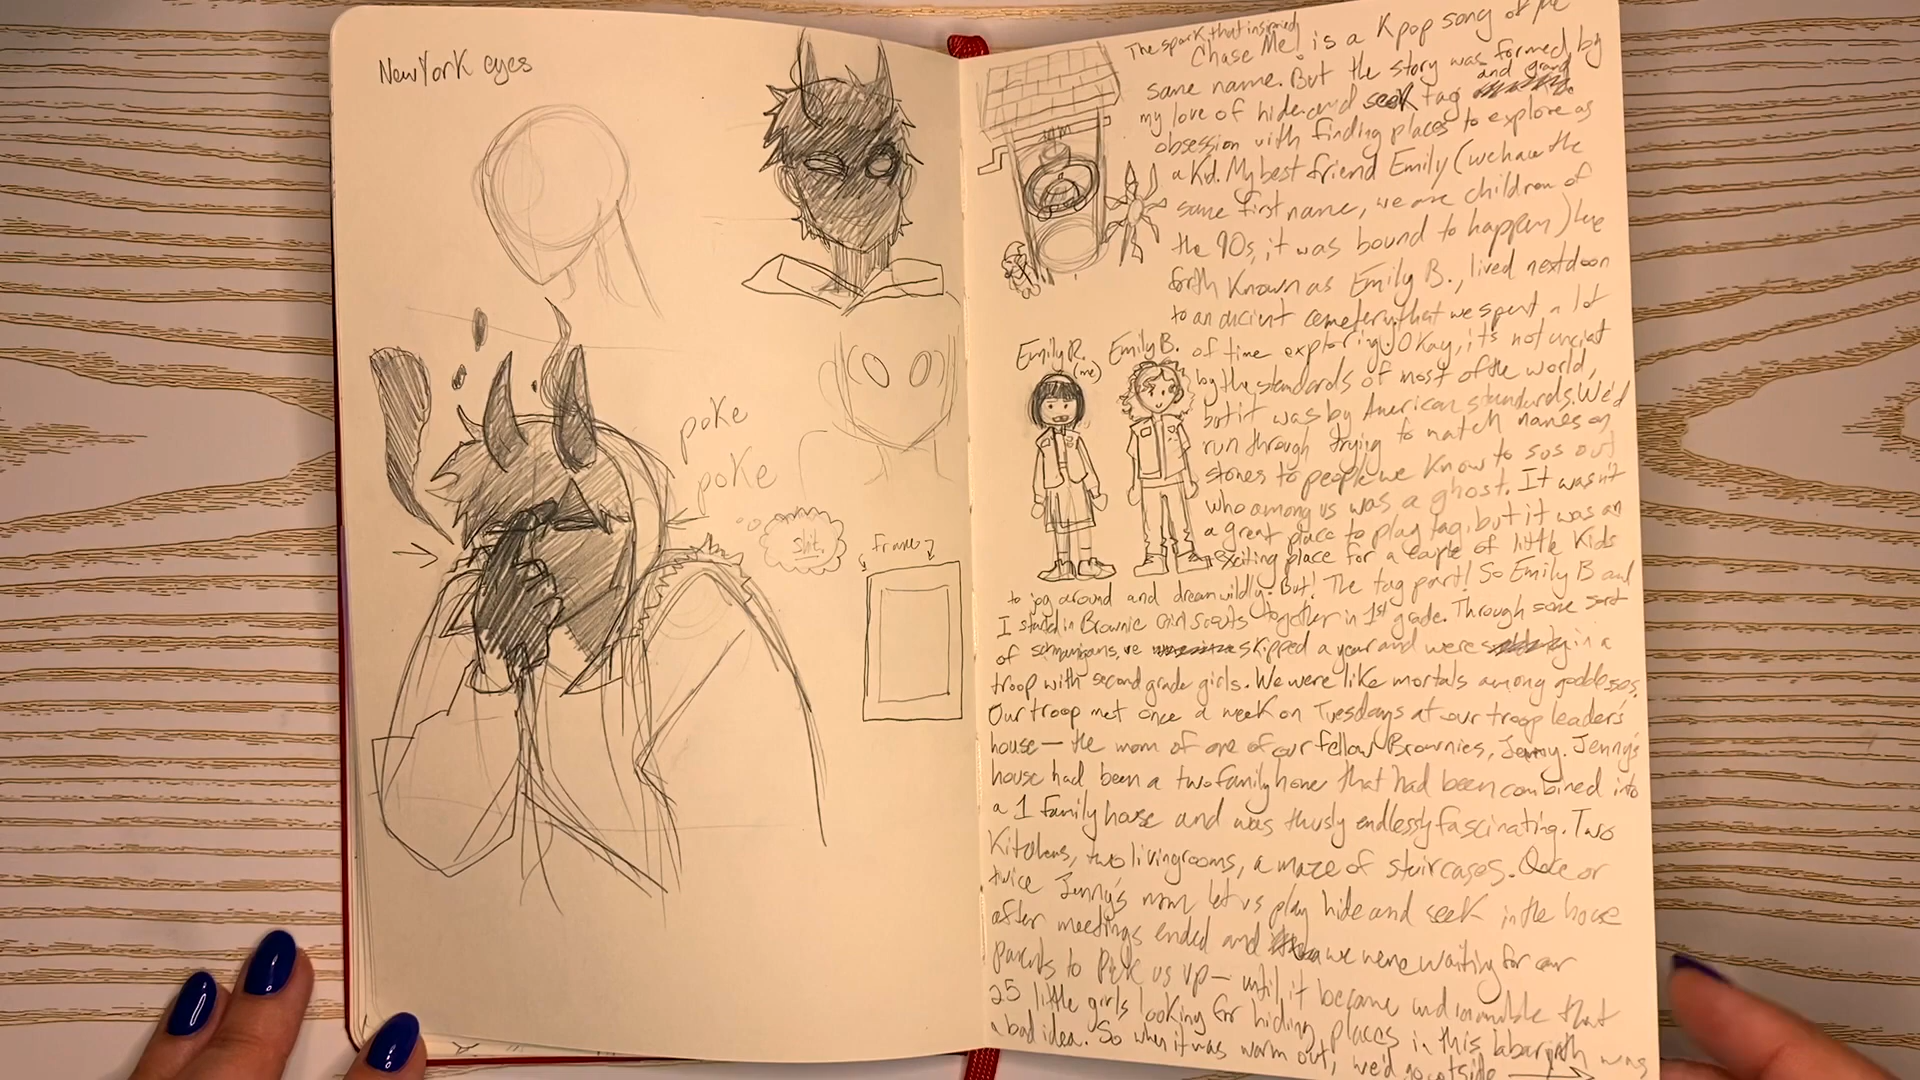 New York eyes
poke
poke
shit.
Frame
The spark that inspired
Chase Me! is a Kpop song of the
same name. But the story was formed by
my love of hide and seek tag and grand
obsession with finding places to explore as
a kid. My best friend Emily (we have the
same first name, we are children of
the 90s, it was bound to happen) here
forth known as Emily B., lived nextdoor
to an ancient cemetery that we spent a lot
Emily R. (me)
Emily B.
of time exploring. Okay, it's not ancient
by the standards of most of the world,
but it was by American standards. We'd
run through trying to match names on
stones to people we know to sus out
who among us was a ghost. It wasn't
a great place to play tag, but it was an
exciting place for a couple of little kids
to jog around and dream wildly. But! The tag part! So Emily B and
I started in Brownie Girl Scouts together in 1st grade. Through some sort
of schnanigans, we skipped a year and were in a
troop with second grade girls. We were like mortals among goddesses.
Our troop met once a week on Tuesdays at our troop leader's
house — the mom of one of our fellow Brownies, Jenny. Jenny's
house had been a two family home that had been combined into
a 1 family house and was thusly endlessly fascinating. Two
Kitchens, two livingrooms, a maze of staircases. Once or
twice Jenny's mom let us play hide and seek in the house
after meetings ended and we were waiting for our
parents to pick us up — until it became undeniable that
25 little girls looking for hiding places in this labarynth was
a bad idea. So when it was warm out, we'd go outside